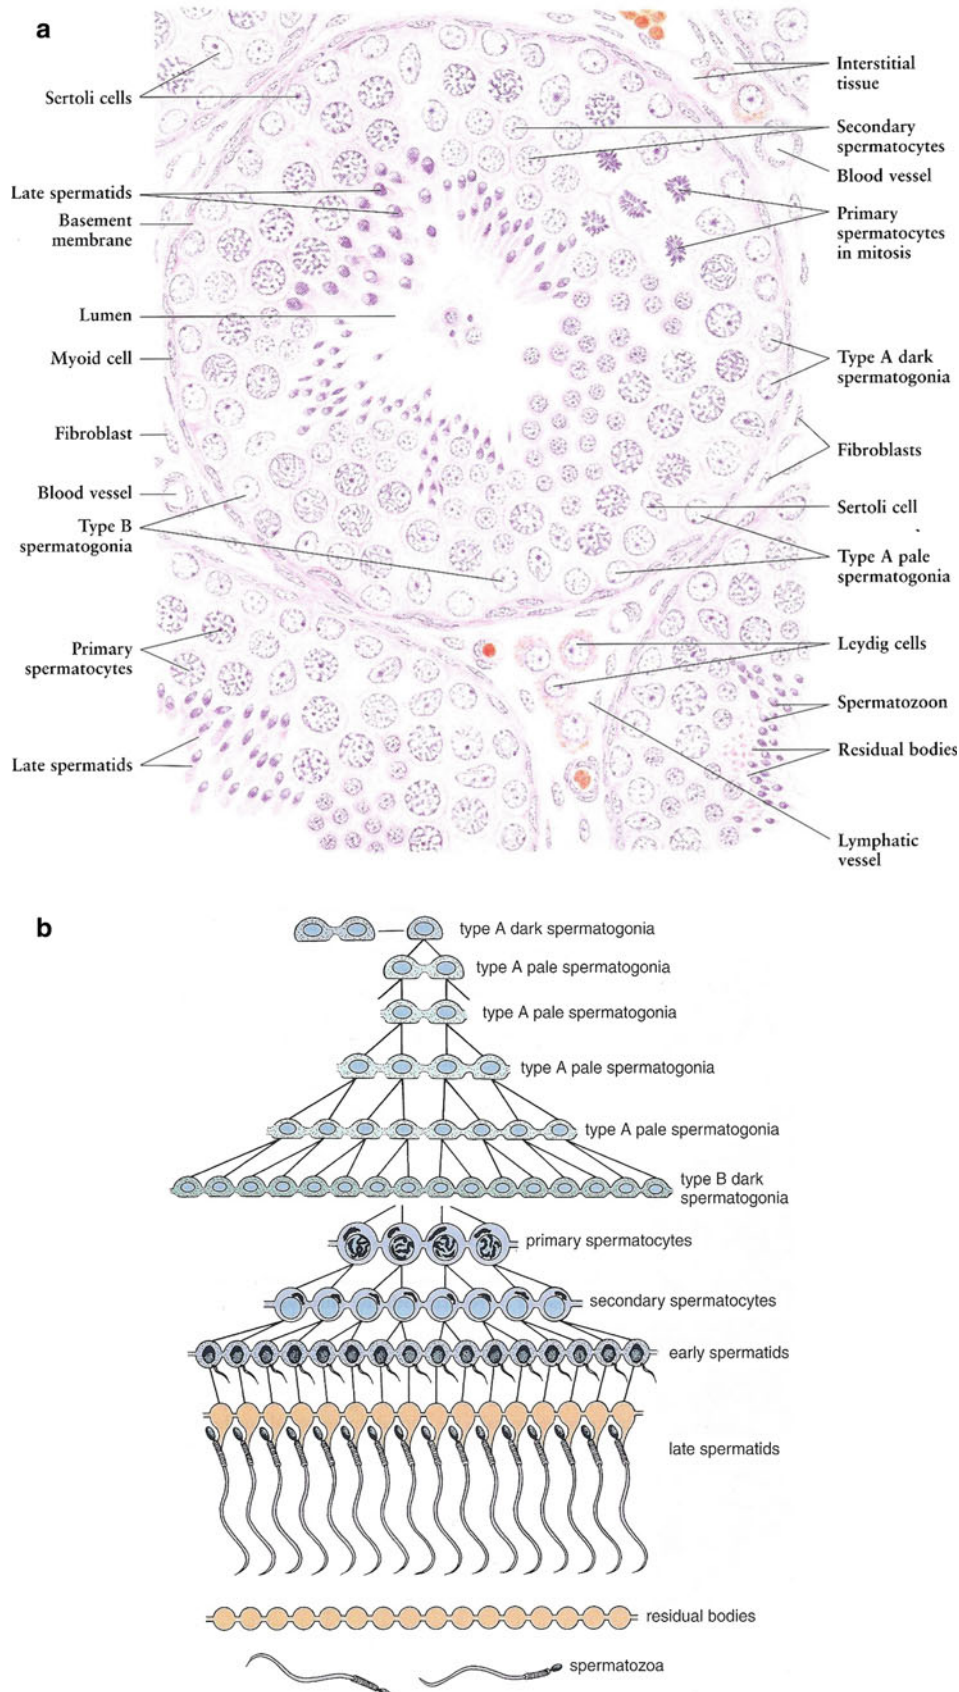 a
Sertoli cells
Late spermatids
Basement
membrane
Lumen
Myoid cell
Fibroblast
Blood vessel
Type B
spermatogonia
Primary
spermatocytes
Late spermatids
Interstitial
tissue
Secondary
spermatocytes
Blood vessel
Primary
spermatocytes
in mitosis
Type A dark
spermatogonia
Fibroblasts
Sertoli cell
Type A pale
spermatogonia
Leydig cells
Spermatozoon
Residual bodies
Lymphatic
vessel
b
type A dark spermatogonia
type A pale spermatogonia
type A pale spermatogonia
type A pale spermatogonia
type A pale spermatogonia
type B dark
spermatogonia
primary spermatocytes
secondary spermatocytes
early spermatids
late spermatids
residual bodies
spermatozoa